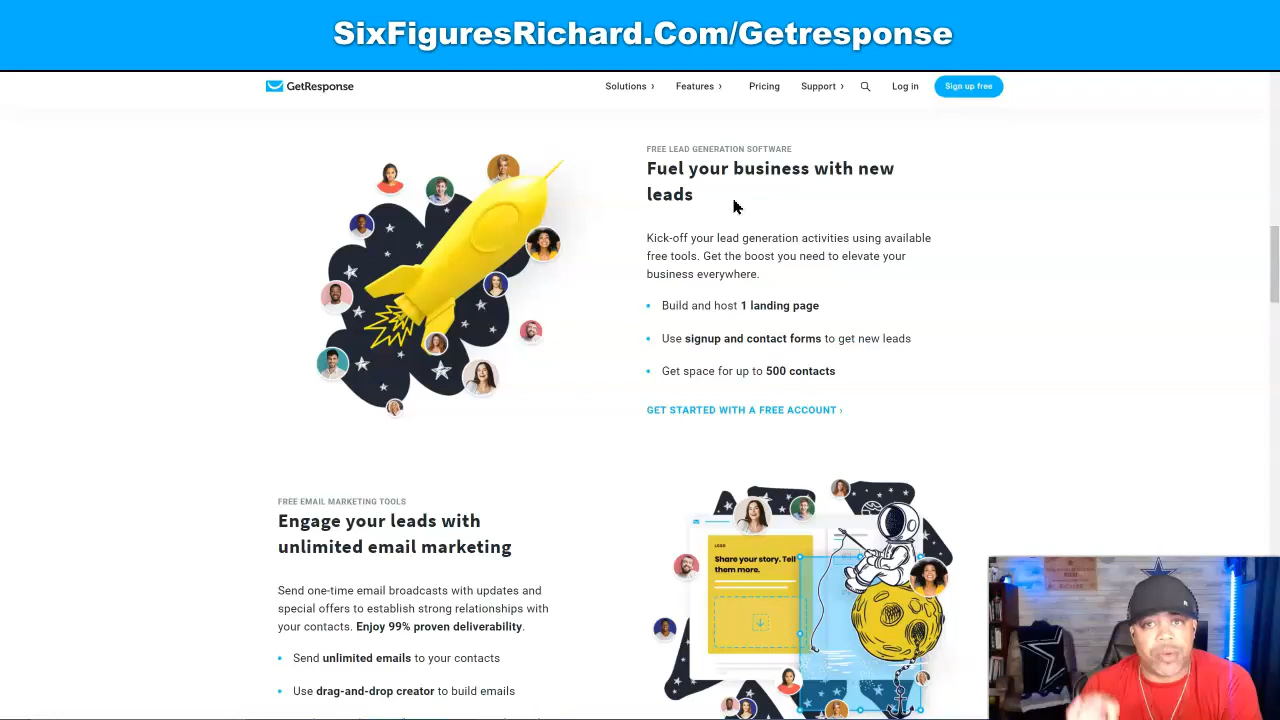 SixFiguresRichard.Com/Getresponse
GetResponse
Solutions ›
Features ›
Pricing
Support ›
Log in
Sign up free
FREE LEAD GENERATION SOFTWARE
Fuel your business with new
leads
Kick-off your lead generation activities using available
free tools. Get the boost you need to elevate your
business everywhere.
Build and host 1 landing page
Use signup and contact forms to get new leads
Get space for up to 500 contacts
GET STARTED WITH A FREE ACCOUNT ›
FREE EMAIL MARKETING TOOLS
Engage your leads with
unlimited email marketing
Send one-time email broadcasts with updates and
special offers to establish strong relationships with
your contacts. Enjoy 99% proven deliverability.
Send unlimited emails to your contacts
Use drag-and-drop creator to build emails
LOGO
Share your story. Tell
them more.